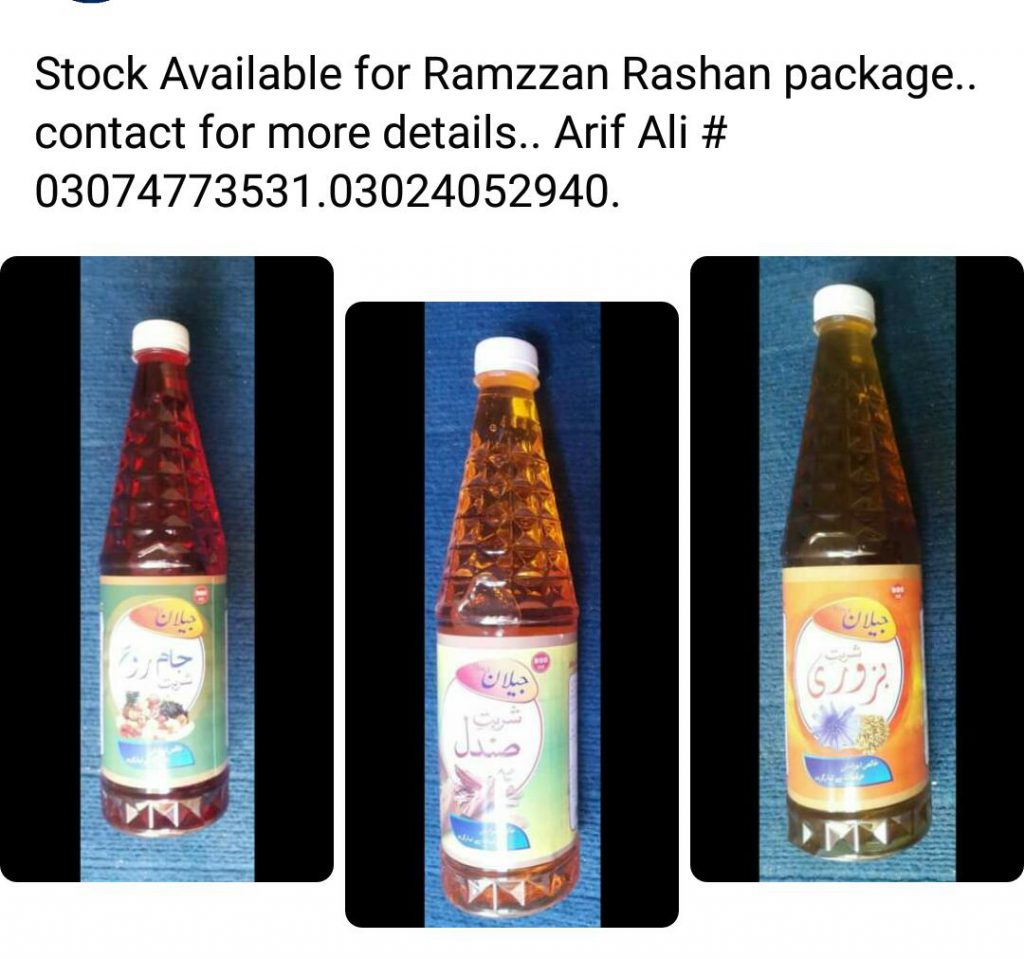 Stock Available for Ramzzan Rashan package..
contact for more details.. Arif Ali #
03074773531.03024052940.
جیلان
جام
شربت
جیلان
شربت
صندل
جیلان
شربت
بزوری